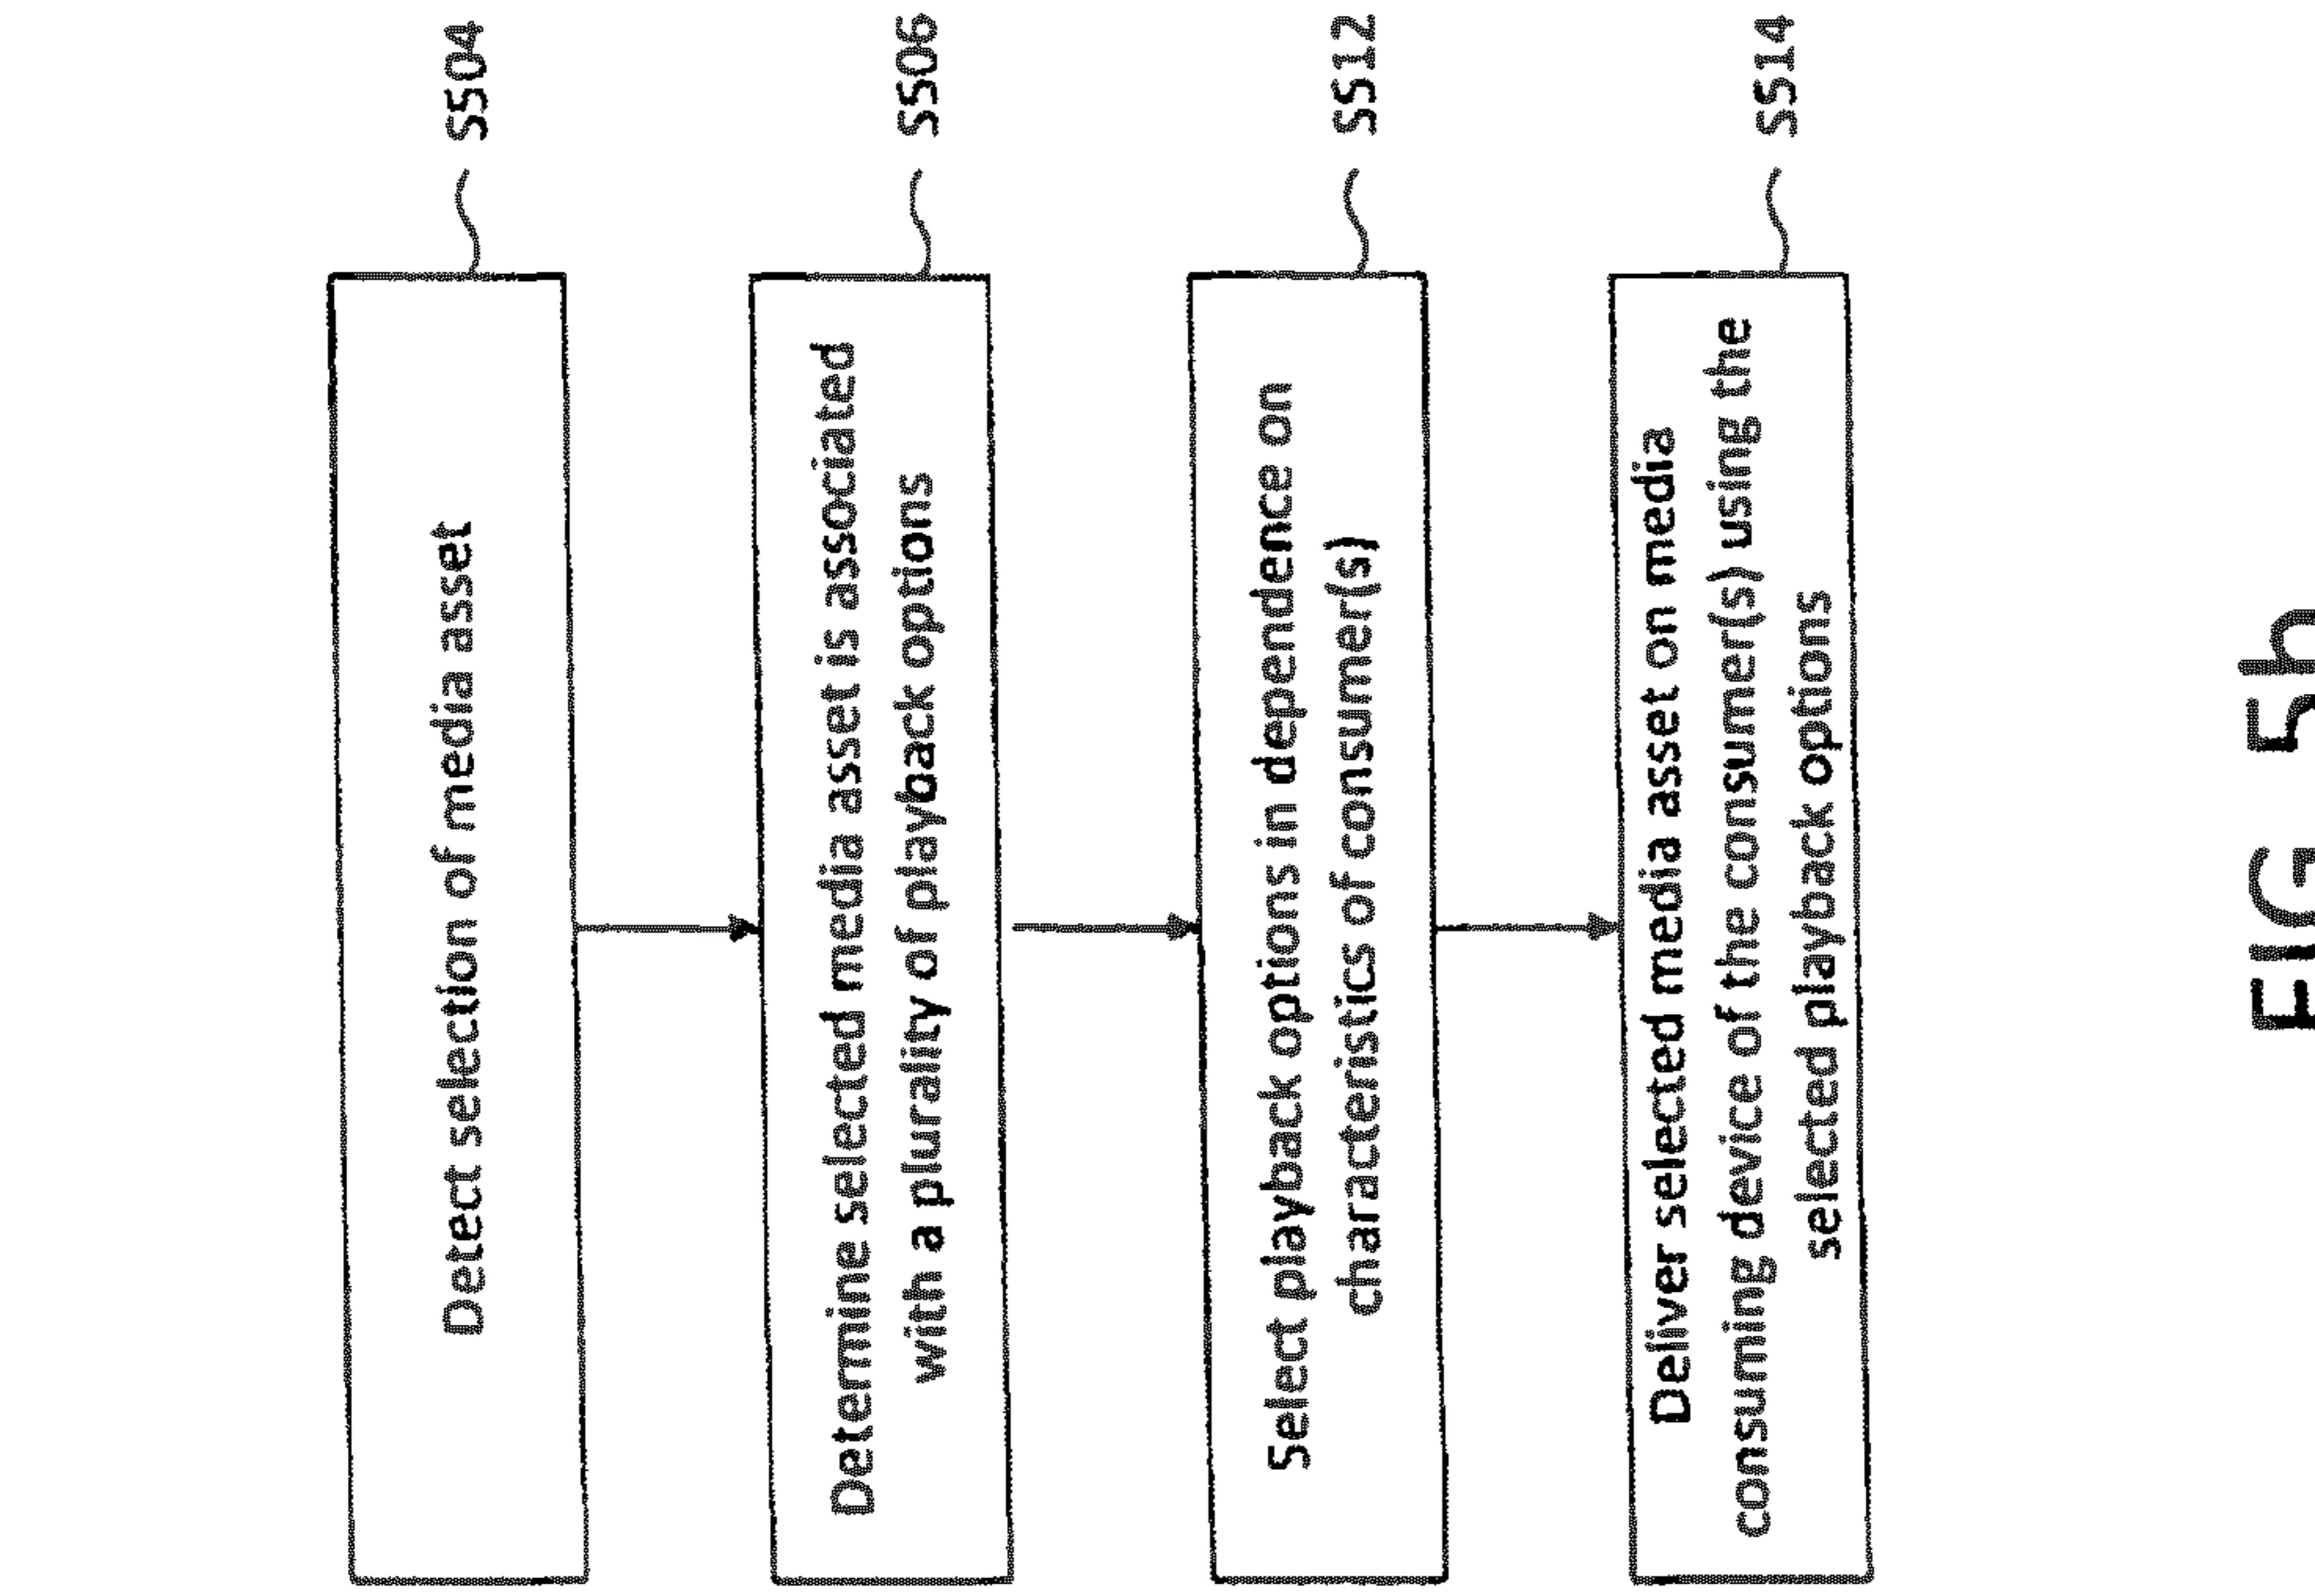 Detect selection of media asset
S504
Determine selected media asset is associated
with a plurality of playback options
S506
Select playback options in dependence on
characteristics of consumer(s)
S512
Deliver selected media asset on media
consuming device of the consumer(s) using the
selected playback options
S514
FIG. 5b